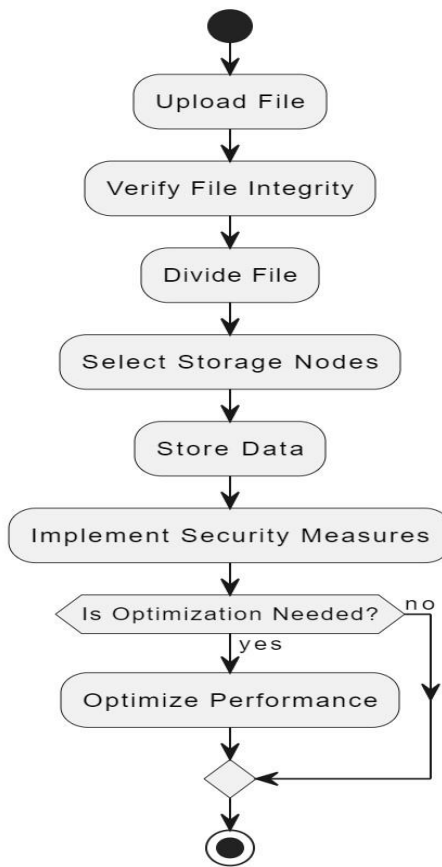 Upload File
Verify File Integrity
Divide File
Select Storage Nodes
Store Data
Implement Security Measures
Is Optimization Needed?
no
yes
Optimize Performance